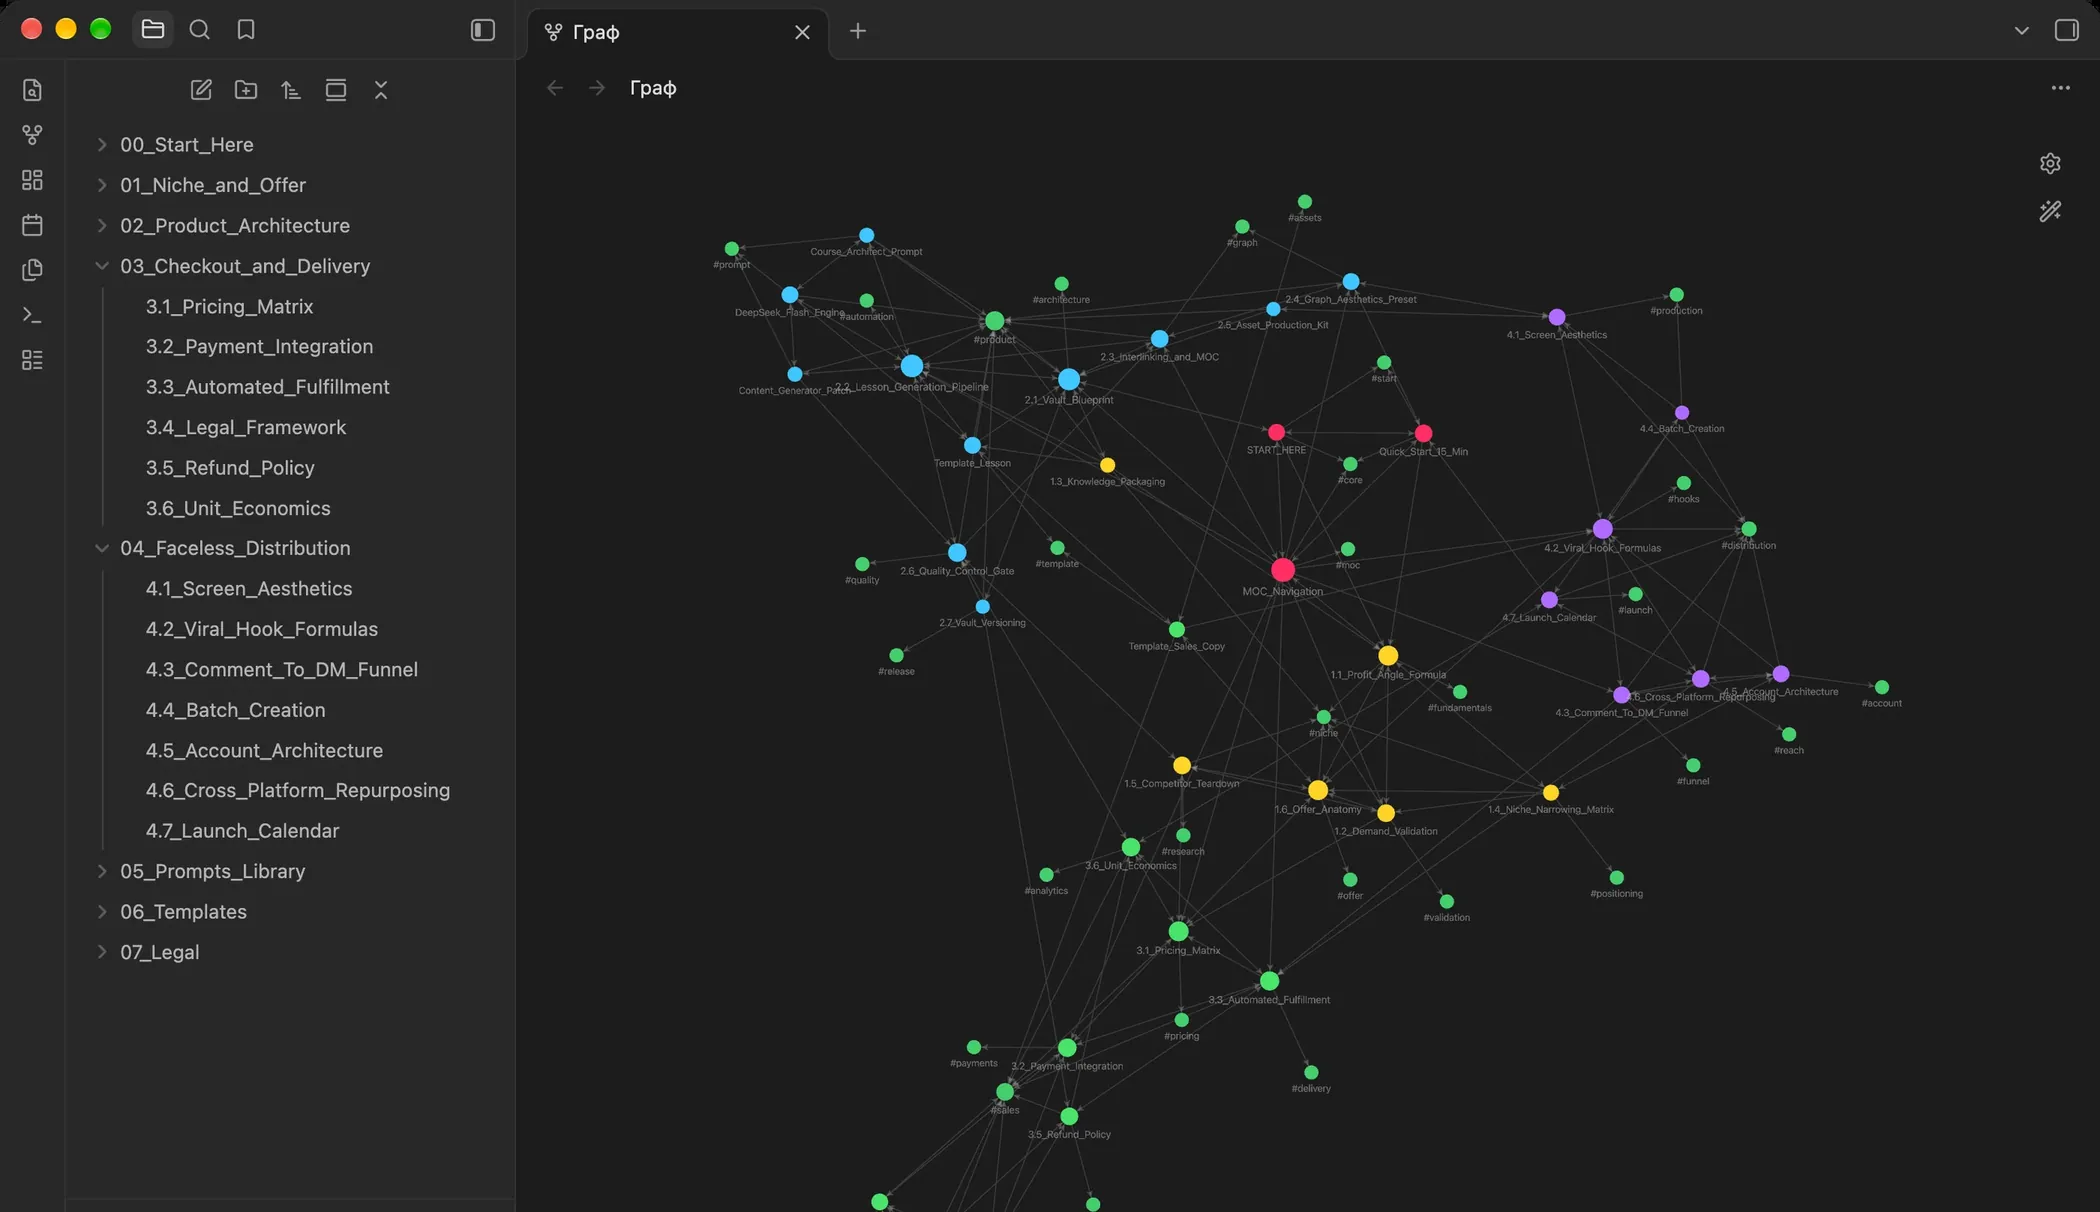 Граф
Граф
00_Start_Here
01_Niche_and_Offer
02_Product_Architecture
03_Checkout_and_Delivery
3.1_Pricing_Matrix
3.2_Payment_Integration
3.3_Automated_Fulfillment
3.4_Legal_Framework
3.5_Refund_Policy
3.6_Unit_Economics
04_Faceless_Distribution
4.1_Screen_Aesthetics
4.2_Viral_Hook_Formulas
4.3_Comment_To_DM_Funnel
4.4_Batch_Creation
4.5_Account_Architecture
4.6_Cross_Platform_Repurposing
4.7_Launch_Calendar
05_Prompts_Library
06_Templates
07_Legal
#assets
#graph
Course_Architect_Prompt
#prompt
#architecture
2.4_Graph_Aesthetics_Preset
DeepSeek_Flash_Engine
#automation
#production
2.5_Asset_Production_Kit
4.1_Screen_Aesthetics
#product
2.3_Interlinking_and_MOC
#start
Content_Generator_Patch
2.2_Lesson_Generation_Pipeline
2.1_Vault_Blueprint
4.4_Batch_Creation
START_HERE
Quick_Start_15_Min
Template_Lesson
1.3_Knowledge_Packaging
#core
#hooks
4.2_Viral_Hook_Formulas
#distribution
#quality
2.6_Quality_Control_Gate
#template
#moc
MOC_Navigation
#launch
2.7_Vault_Versioning
4.7_Launch_Calendar
Template_Sales_Copy
#release
1.1_Profit_Angle_Formula
4.6_Cross_Platform_Repurposing
4.5_Account_Architecture
#account
#fundamentals
4.3_Comment_To_DM_Funnel
#niche
#reach
1.5_Competitor_Teardown
#funnel
1.6_Offer_Anatomy
1.4_Niche_Narrowing_Matrix
1.2_Demand_Validation
#research
3.6_Unit_Economics
#analytics
#offer
#positioning
#validation
3.1_Pricing_Matrix
3.3_Automated_Fulfillment
#pricing
#payments
3.2_Payment_Integration
#delivery
#sales
3.5_Refund_Policy